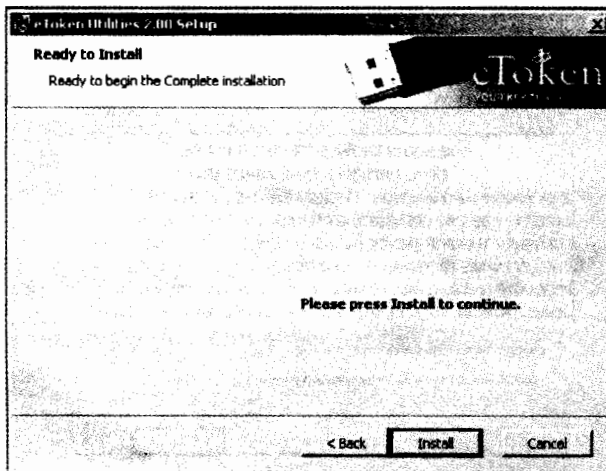 eToken Utilities 2.00 Setup
Ready to Install
Ready to begin the Complete installation
eToken
Please press Install to continue.
< Back
Install
Cancel